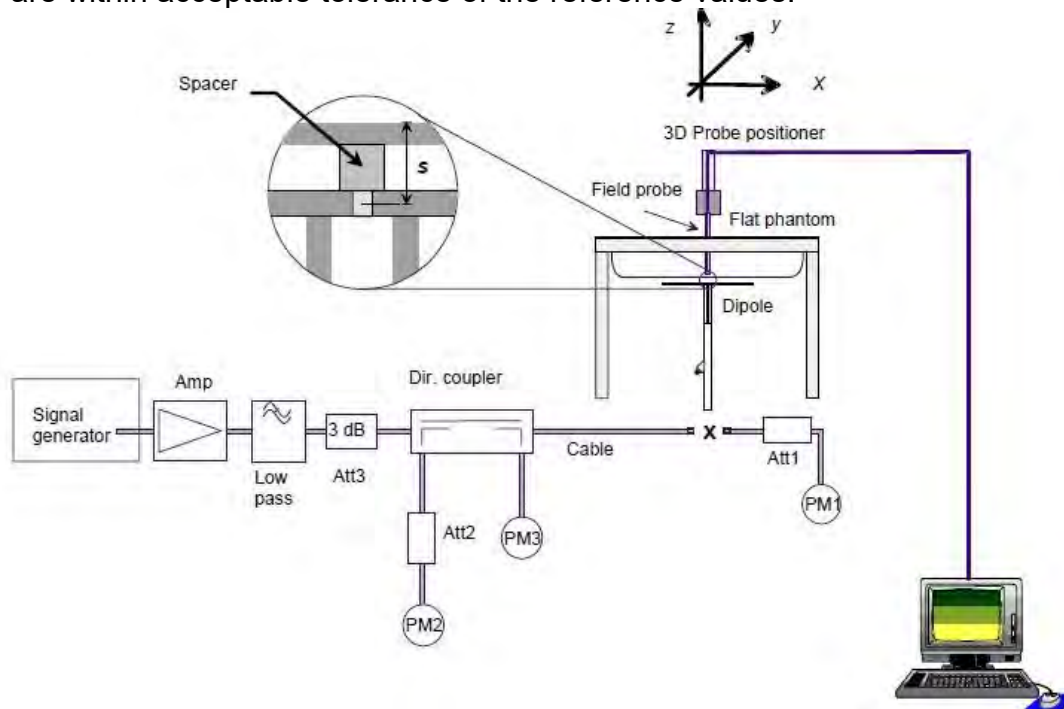 are within acceptable tolerance of the reference values.
z
y
x
Spacer
s
3D Probe positioner
Field probe
Flat phantom
Dipole
Signal
generator
Amp
Low
pass
3 dB
Att3
Dir. coupler
Cable
x
Att1
PM1
Att2
PM3
PM2